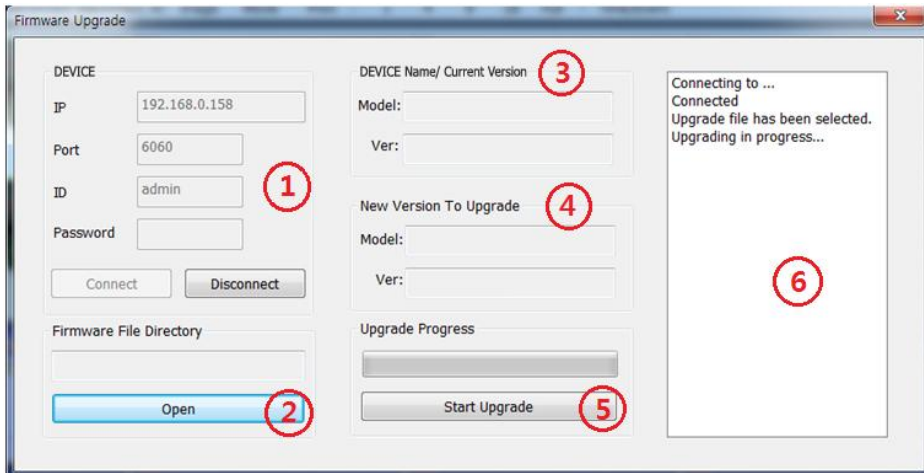 Firmware Upgrade
DEVICE
IP 192.168.0.158
Port 6060
ID admin
Password
Connect Disconnect
1
Firmware File Directory
Open
2
DEVICE Name/ Current Version
3
Model:
Ver:
New Version To Upgrade
4
Model:
Ver:
Upgrade Progress
Start Upgrade
5
Connecting to ...
Connected
Upgrade file has been selected.
Upgrading in progress...
6